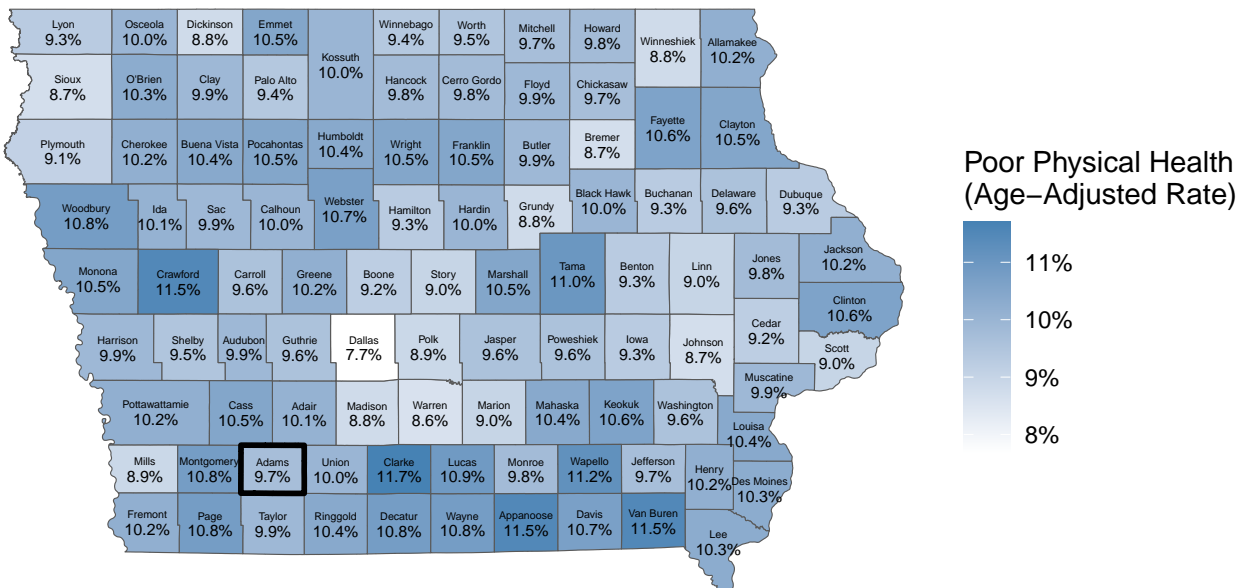 Lyon
9.3%
Osceola
10.0%
Dickinson
8.8%
Emmet
10.5%
Kossuth
10.0%
Winnebago
9.4%
Worth
9.5%
Mitchell
9.7%
Howard
9.8%
Winneshiek
8.8%
Allamakee
10.2%
Sioux
8.7%
O'Brien
10.3%
Clay
9.9%
Palo Alto
9.4%
Hancock
9.8%
Cerro Gordo
9.8%
Floyd
9.9%
Chickasaw
9.7%
Fayette
10.6%
Clayton
10.5%
Plymouth
9.1%
Cherokee
10.2%
Buena Vista
10.4%
Pocahontas
10.5%
Humboldt
10.4%
Wright
10.5%
Franklin
10.5%
Butler
9.9%
Bremer
8.7%
Woodbury
10.8%
Ida
10.1%
Sac
9.9%
Calhoun
10.0%
Webster
10.7%
Hamilton
9.3%
Hardin
10.0%
Grundy
8.8%
Black Hawk
10.0%
Buchanan
9.3%
Delaware
9.6%
Dubuque
9.3%
Monona
10.5%
Crawford
11.5%
Carroll
9.6%
Greene
10.2%
Boone
9.2%
Story
9.0%
Marshall
10.5%
Tama
11.0%
Benton
9.3%
Linn
9.0%
Jones
9.8%
Jackson
10.2%
Clinton
10.6%
Harrison
9.9%
Shelby
9.5%
Audubon
9.9%
Guthrie
9.6%
Dallas
7.7%
Polk
8.9%
Jasper
9.6%
Poweshiek
9.6%
Iowa
9.3%
Johnson
8.7%
Cedar
9.2%
Scott
9.0%
Muscatine
9.9%
Pottawattamie
10.2%
Cass
10.5%
Adair
10.1%
Madison
8.8%
Warren
8.6%
Marion
9.0%
Mahaska
10.4%
Keokuk
10.6%
Washington
9.6%
Louisa
10.4%
Mills
8.9%
Montgomery
10.8%
Adams
9.7%
Union
10.0%
Clarke
11.7%
Lucas
10.9%
Monroe
9.8%
Wapello
11.2%
Jefferson
9.7%
Henry
10.2%
Des Moines
10.3%
Fremont
10.2%
Page
10.8%
Taylor
9.9%
Ringgold
10.4%
Decatur
10.8%
Wayne
10.8%
Appanoose
11.5%
Davis
10.7%
Van Buren
11.5%
Lee
10.3%
Poor Physical Health
(Age−Adjusted Rate)
11%
10%
9%
8%